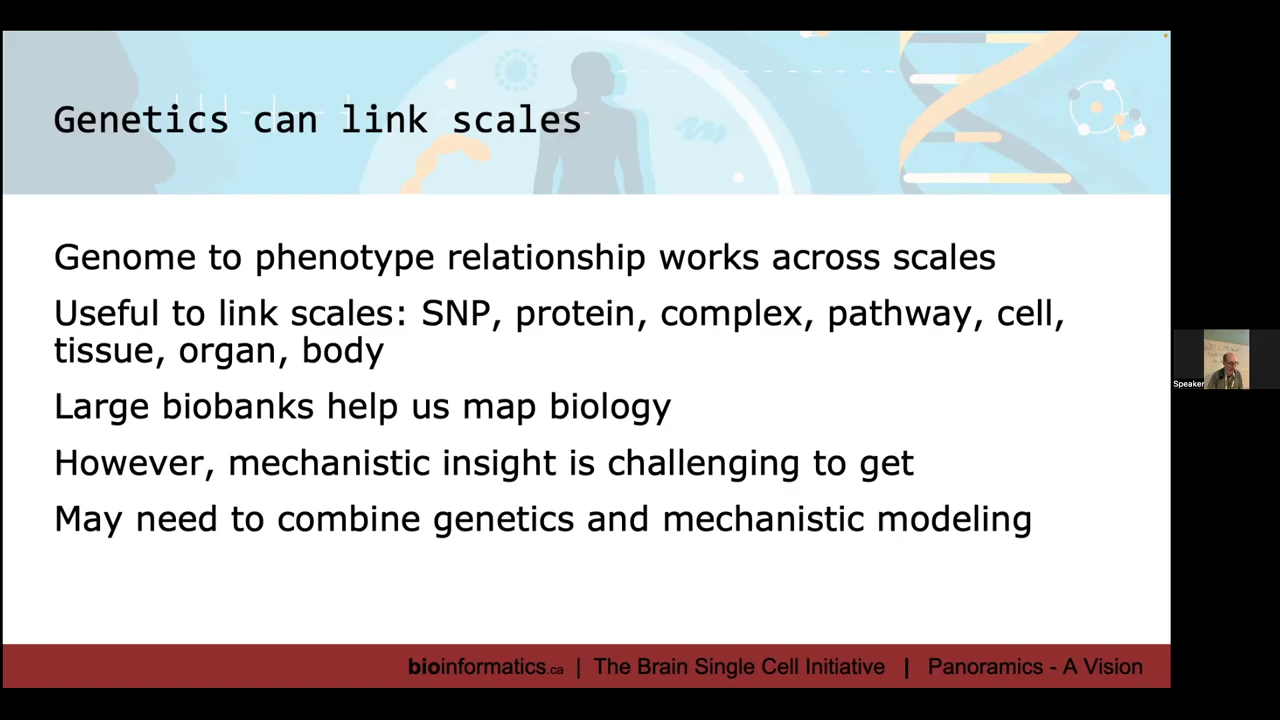 Genetics can link scales
Genome to phenotype relationship works across scales
Useful to link scales: SNP, protein, complex, pathway, cell,
tissue, organ, body
Large biobanks help us map biology
However, mechanistic insight is challenging to get
May need to combine genetics and mechanistic modeling
Speaker
bioinformatics.ca | The Brain Single Cell Initiative | Panoramics - A Vision